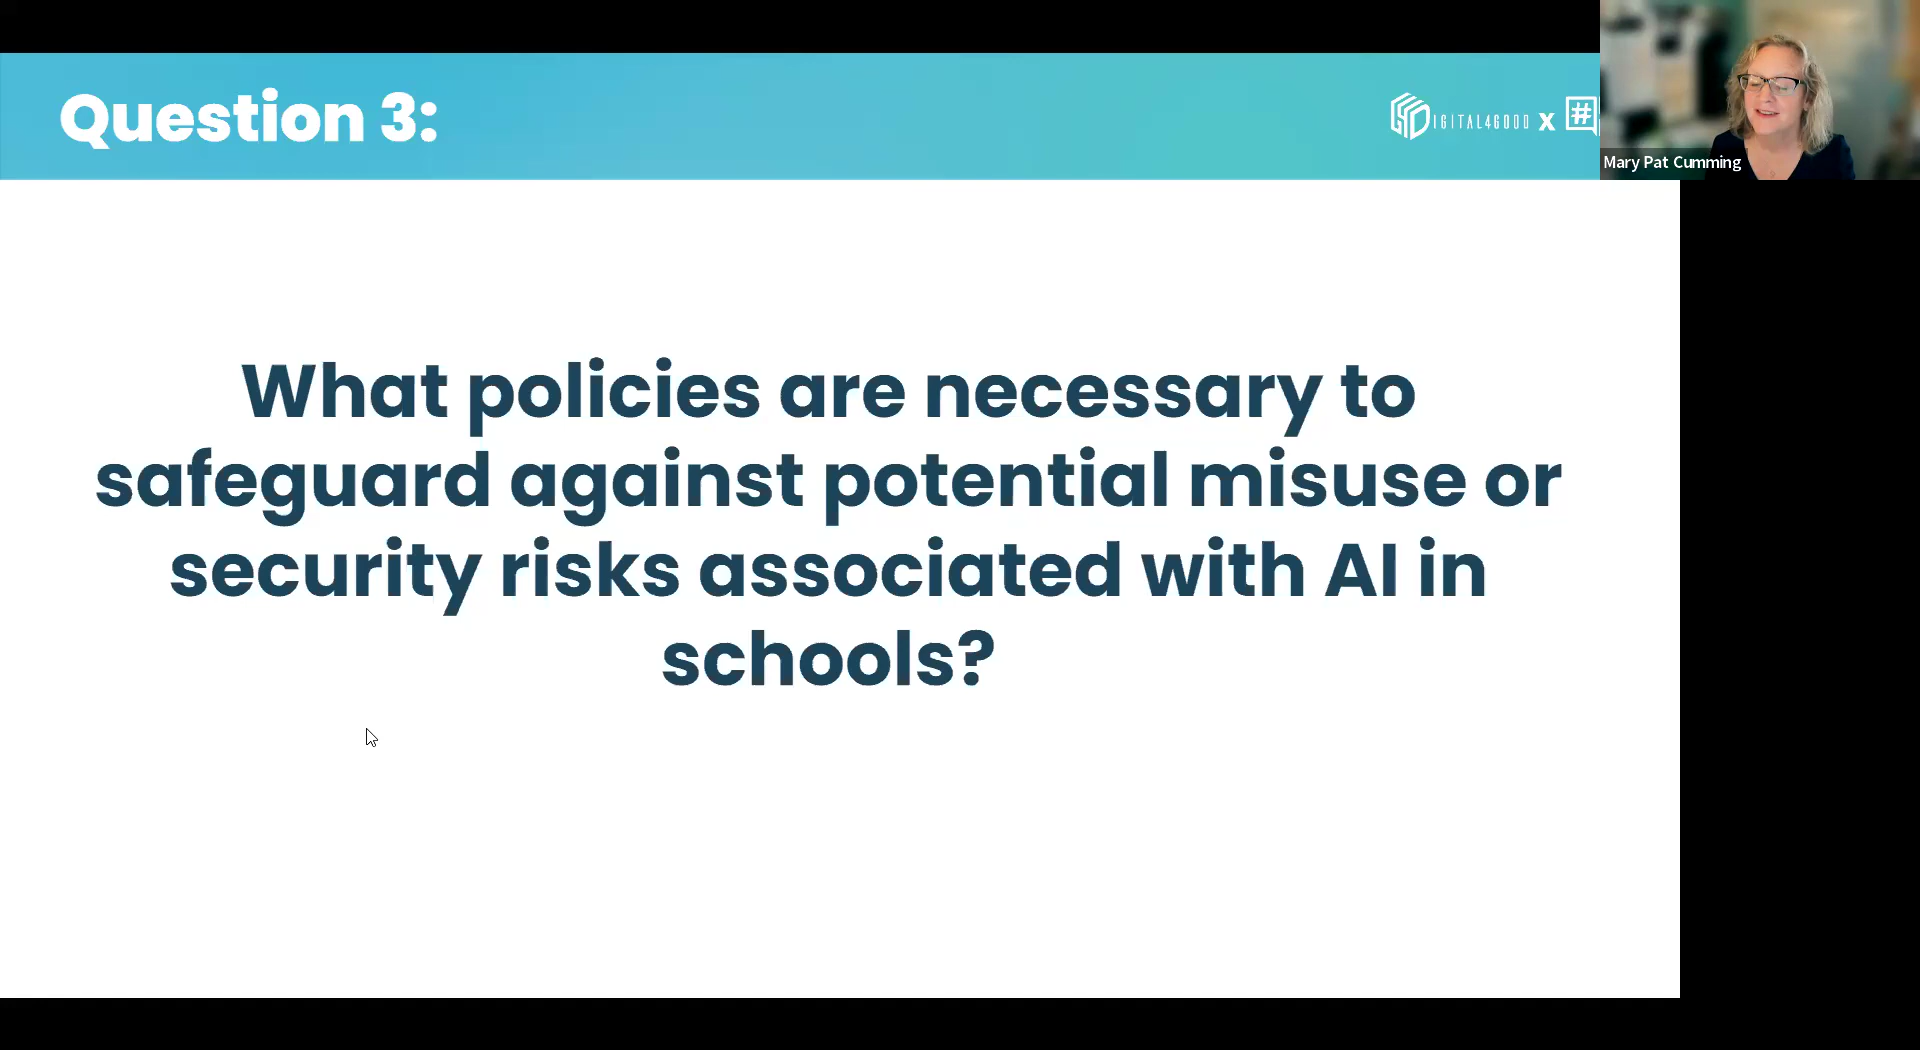 Question 3:
IGITAL4GOOD x #
Mary Pat Cumming
What policies are necessary to
safeguard against potential misuse or
security risks associated with AI in
schools?